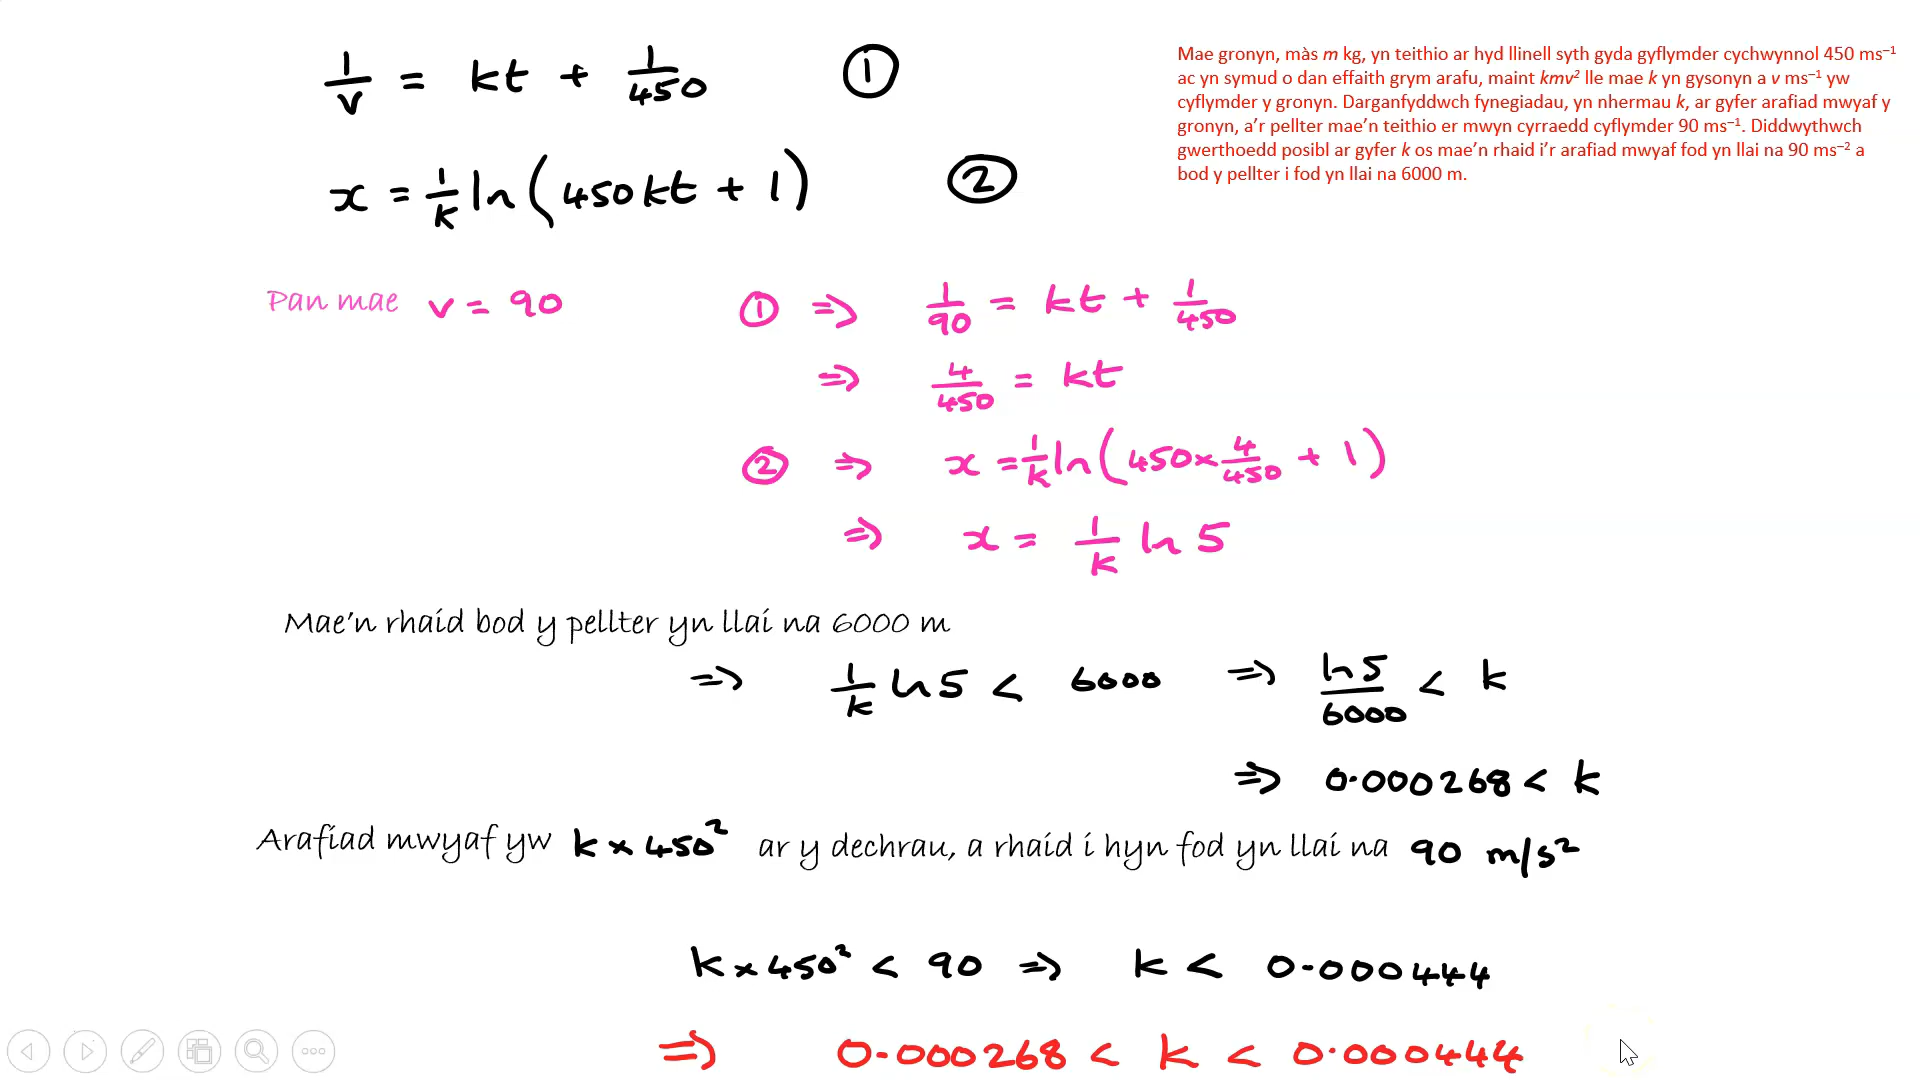 1/v = kt + 1/450 ①
x = 1/k ln(450kt + 1) ②
Mae gronyn, màs m kg, yn teithio ar hyd llinell syth gyda gyflymder cychwynnol 450 ms⁻¹
ac yn symud o dan effaith grym arafu, maint kmv² lle mae k yn gysonyn a v ms⁻¹ yw
cyflymder y gronyn. Darganfyddwch fynegiadau, yn nhermau k, ar gyfer arafiad mwyaf y
gronyn, a'r pellter mae'n teithio er mwyn cyrraedd cyflymder 90 ms⁻¹. Diddwythwch
gwerthoedd posibl ar gyfer k os mae'n rhaid i'r arafiad mwyaf fod yn llai na 90 ms⁻² a
bod y pellter i fod yn llai na 6000 m.
Pan mae v = 90 ① ⇒ 1/90 = kt + 1/450
⇒ 4/450 = kt
② ⇒ x = 1/k ln(450 × 4/450 + 1)
⇒ x = 1/k ln 5
Mae'n rhaid bod y pellter yn llai na 6000 m
⇒ 1/k ln 5 < 6000 ⇒ ln 5/6000 < k
⇒ 0.000268 < k
Arafiad mwyaf yw k × 450² ar y dechrau, a rhaid i hyn fod yn llai na 90 m/s²
k × 450² < 90 ⇒ k < 0.000444
⇒ 0.000268 < k < 0.000444